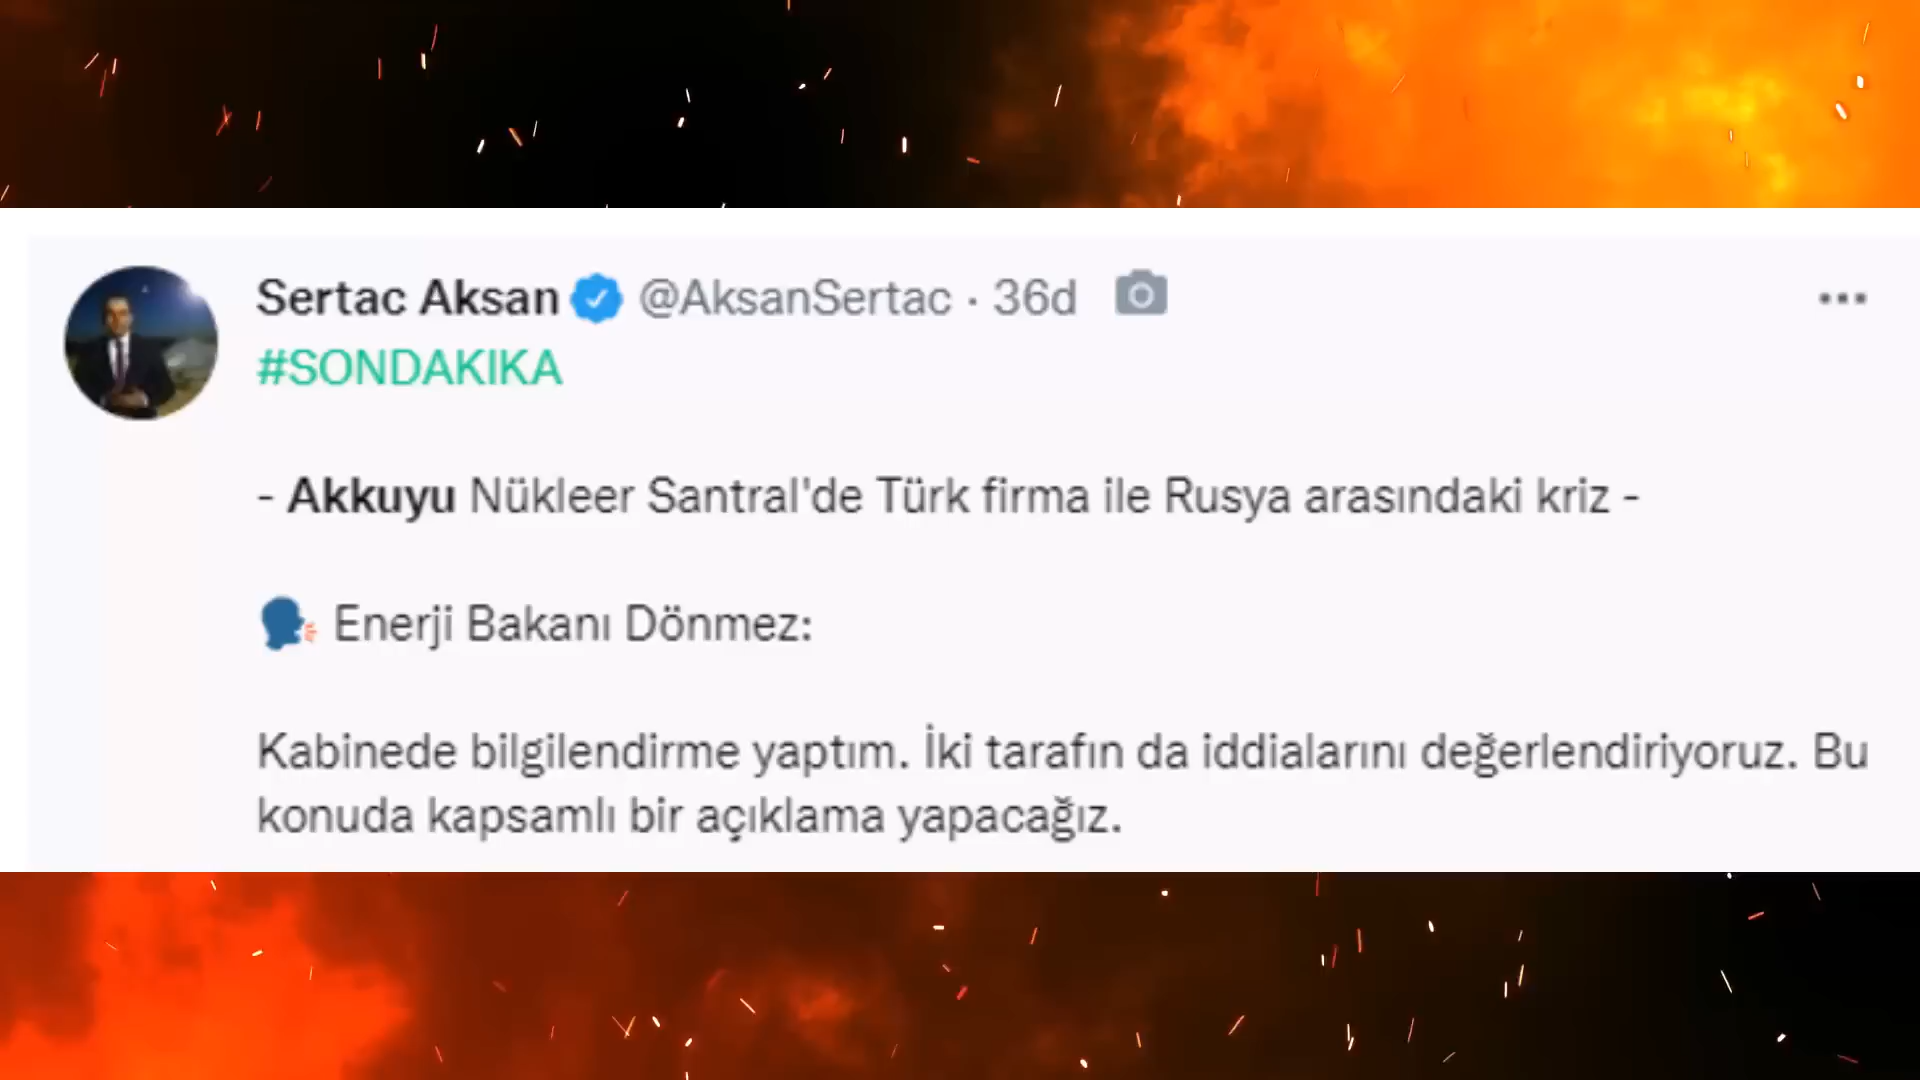 Sertac Aksan @AksanSertac · 36d
#SONDAKIKA
- Akkuyu Nükleer Santral'de Türk firma ile Rusya arasındaki kriz -
Enerji Bakanı Dönmez:
Kabinede bilgilendirme yaptım. İki tarafın da iddialarını değerlendiriyoruz. Bu
konuda kapsamlı bir açıklama yapacağız.